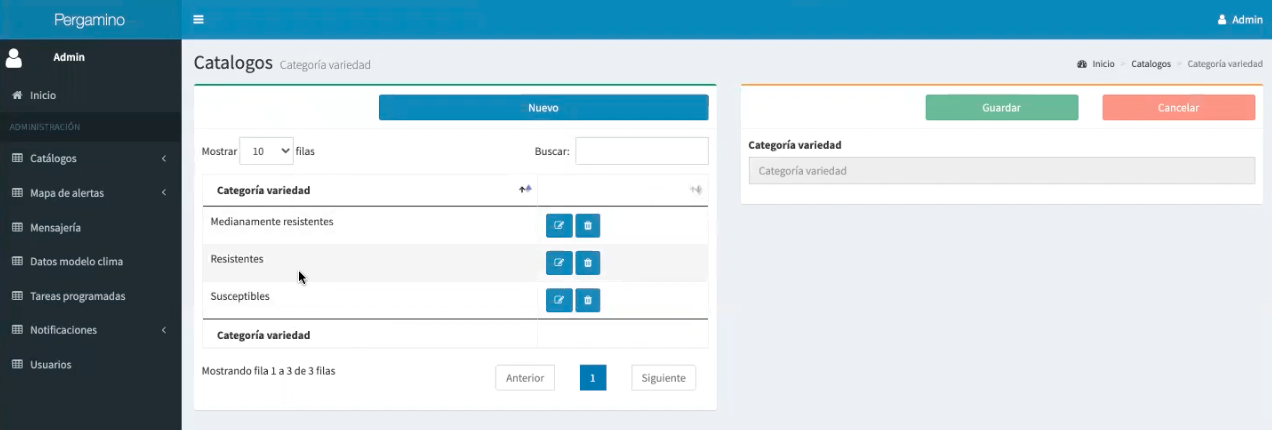 Pergamino
Admin
Admin
Inicio
ADMINISTRACIÓN
Catálogos
Mapa de alertas
Mensajería
Datos modelo clima
Tareas programadas
Notificaciones
Usuarios
Catalogos Categoría variedad
Inicio Catalogos Categoría variedad
Nuevo
Mostrar 10 filas Buscar:
Categoría variedad
Medianamente resistentes
Resistentes
Susceptibles
Categoría variedad
Mostrando fila 1 a 3 de 3 filas
Anterior 1 Siguiente
Guardar Cancelar
Categoría variedad
Categoría variedad